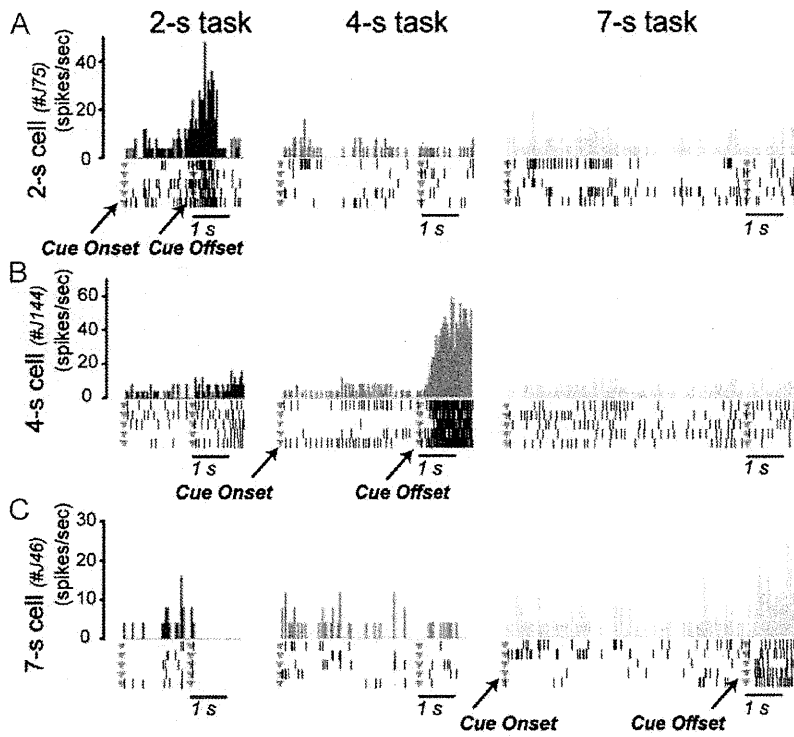 A
2-s task
4-s task
7-s task
2-s cell (#J75)
(spikes/sec)
40
20
0
1 s
1 s
1 s
Cue Onset
Cue Offset
B
4-s cell (#J144)
(spikes/sec)
60
40
20
0
1 s
1 s
1 s
Cue Onset
Cue Offset
C
7-s cell (#J46)
(spikes/sec)
30
20
10
0
1 s
1 s
1 s
Cue Onset
Cue Offset